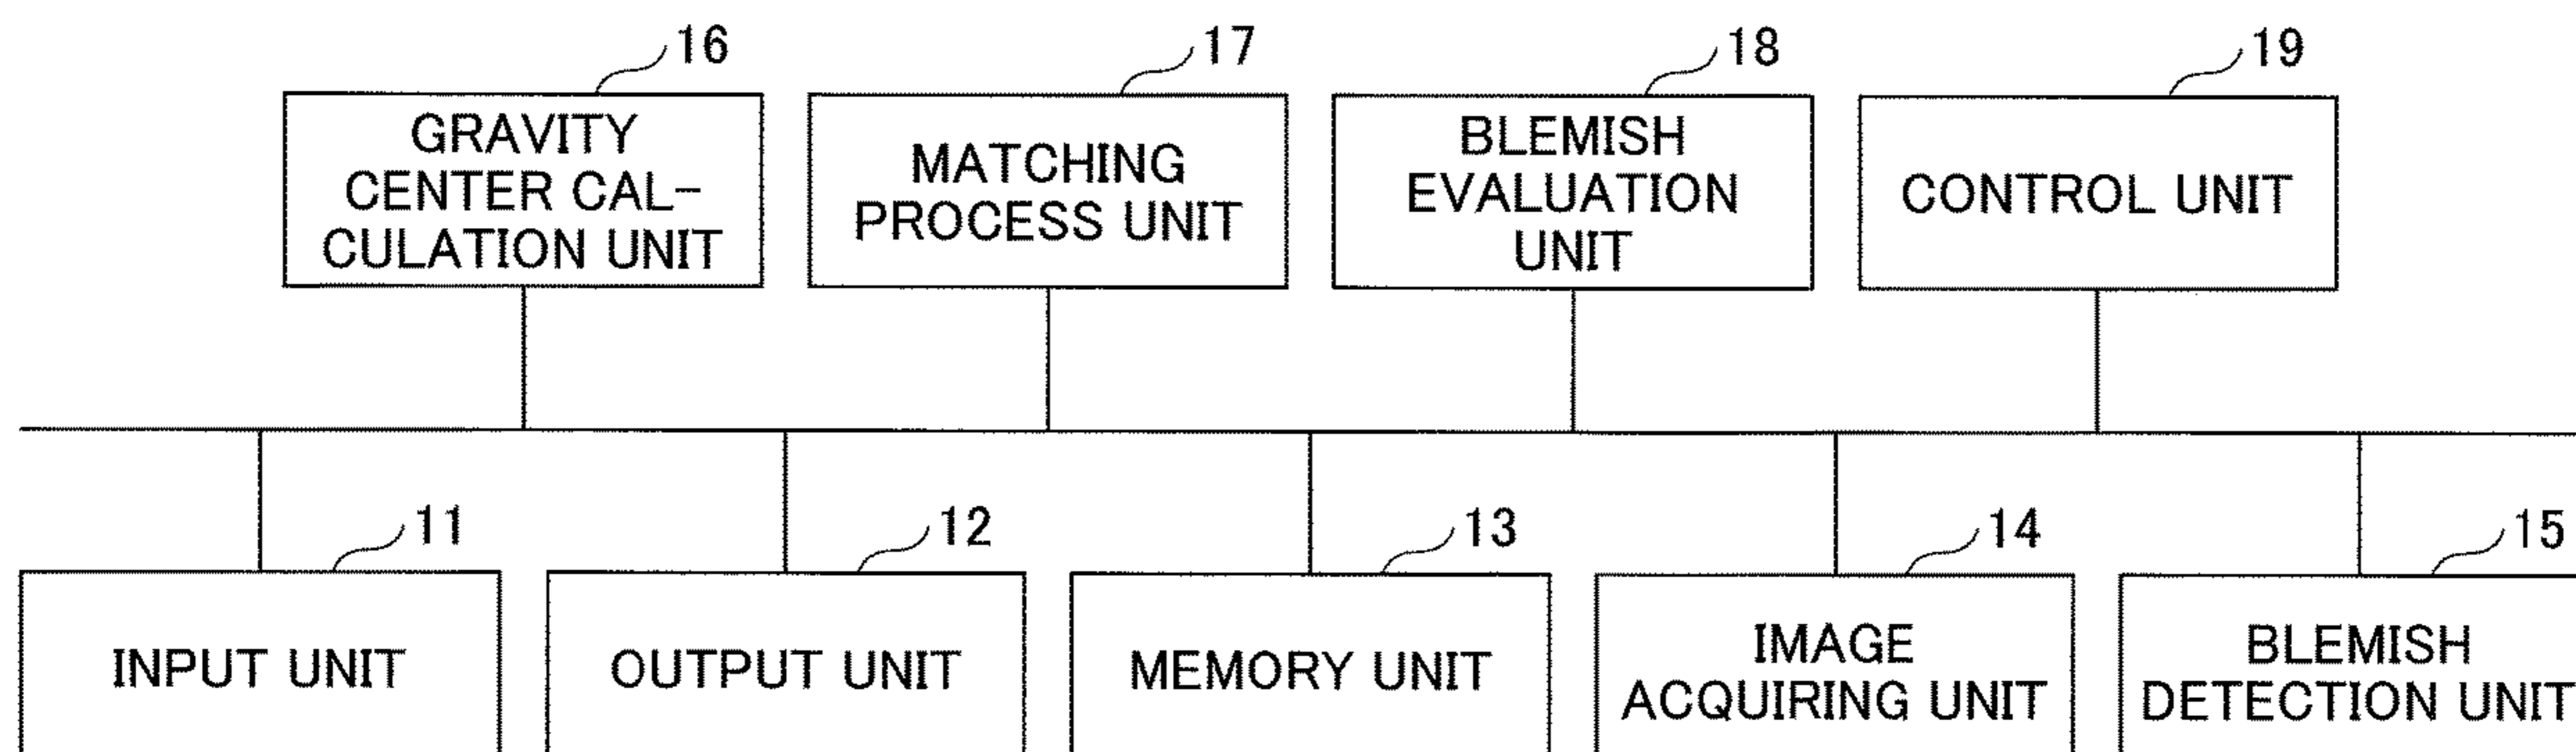 16
17
18
19
GRAVITY
CENTER CAL-
CULATION UNIT
MATCHING
PROCESS UNIT
BLEMISH
EVALUATION
UNIT
CONTROL UNIT
11
12
13
14
15
INPUT UNIT
OUTPUT UNIT
MEMORY UNIT
IMAGE
ACQUIRING UNIT
BLEMISH
DETECTION UNIT